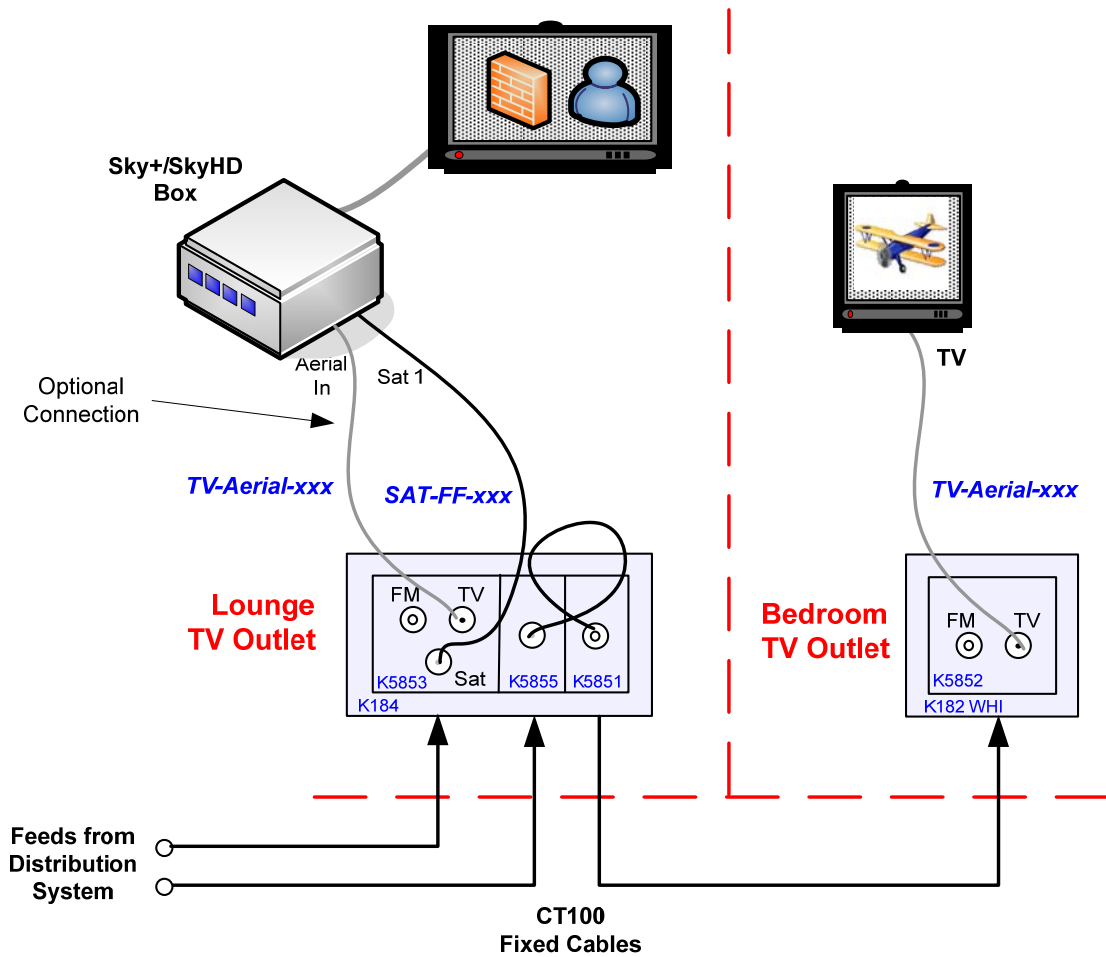 Sky+/SkyHD
Box
TV
Aerial
In
Sat 1
Optional
Connection
TV-Aerial-xxx
SAT-FF-xxx
TV-Aerial-xxx
Lounge
TV Outlet
FM
TV
Sat
K5853
K5855
K5851
K184
Bedroom
TV Outlet
FM
TV
K5852
K182 WHI
Feeds from
Distribution
System
CT100
Fixed Cables